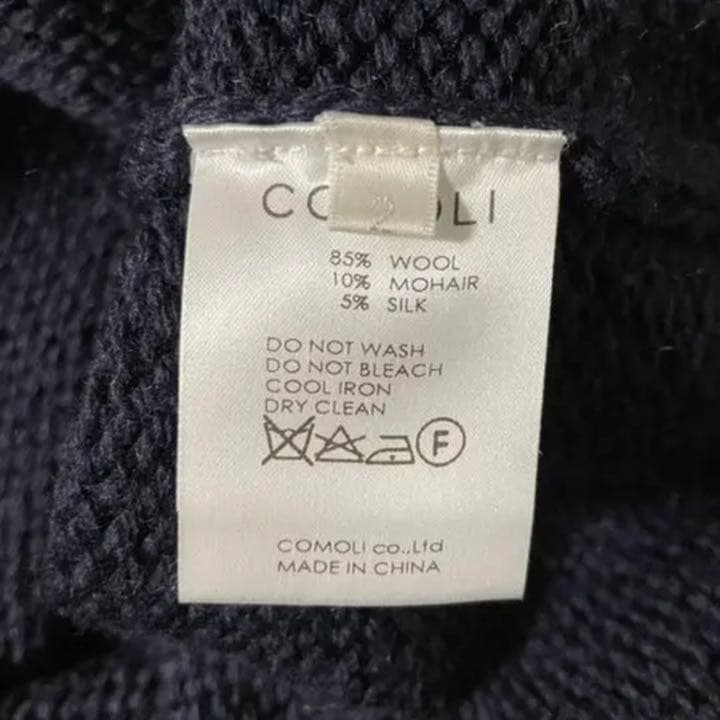 COMOLI
2
85% WOOL
10% MOHAIR
5% SILK
DO NOT WASH
DO NOT BLEACH
COOL IRON
DRY CLEAN
F
COMOLI co.,Ltd
MADE IN CHINA